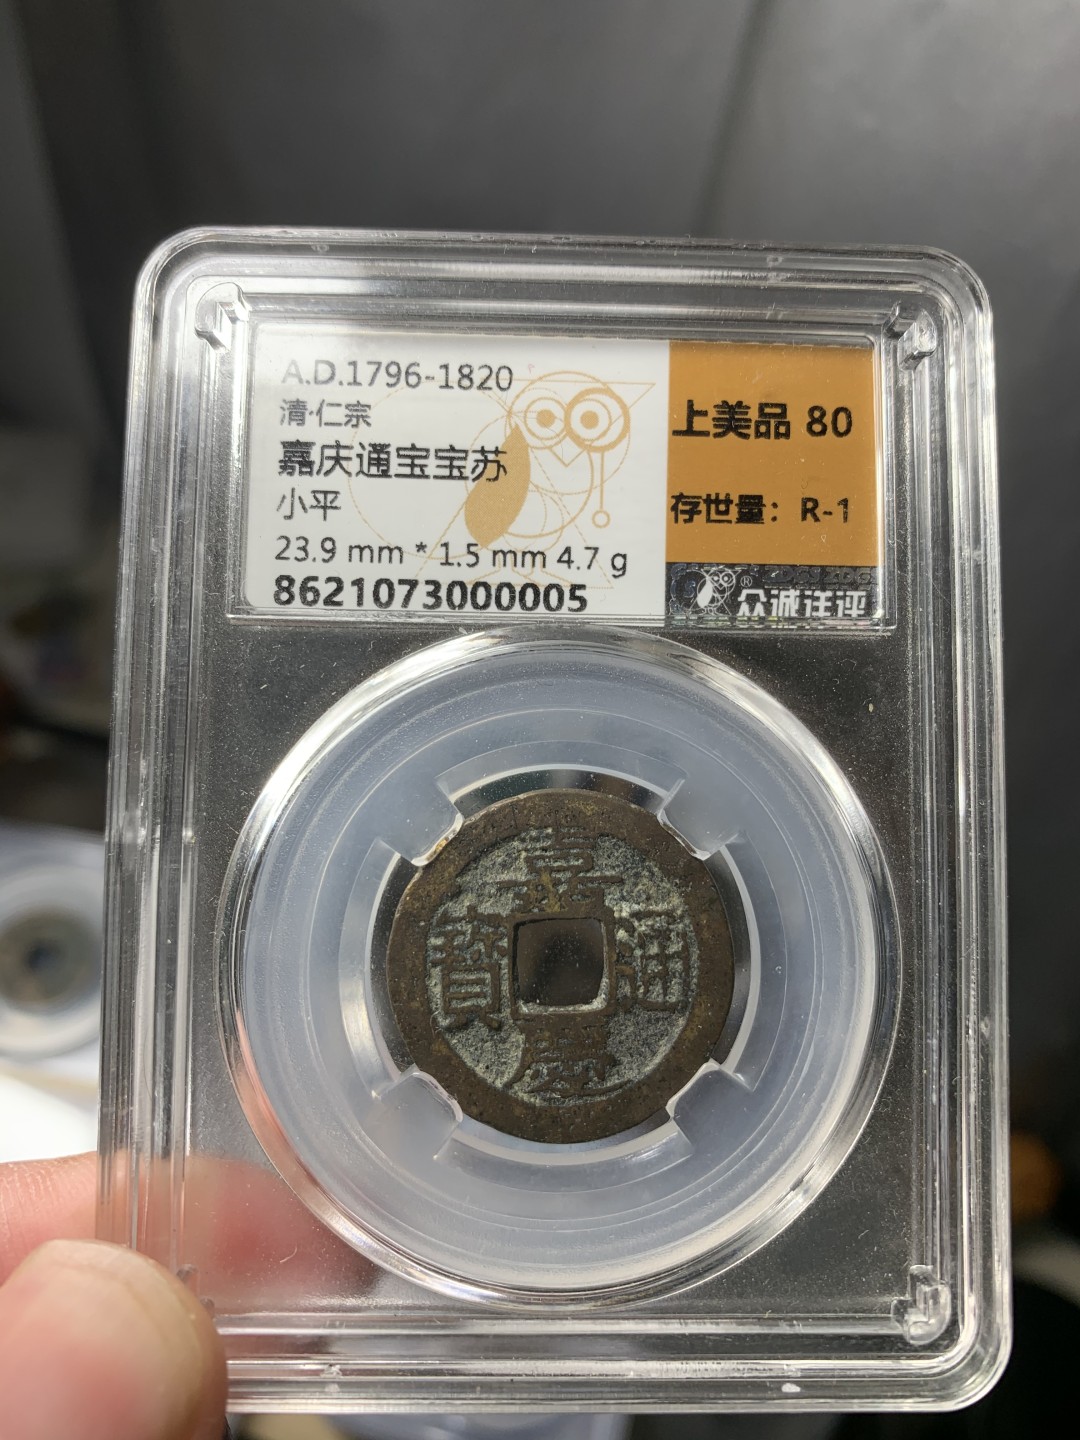 A.D.1796-1820
清·仁宗
嘉庆通宝宝苏
小平
23.9 mm * 1.5 mm 4.7 g
8621073000005
上美品 80
存世量：R-1
®
众诚评评
嘉慶通寶